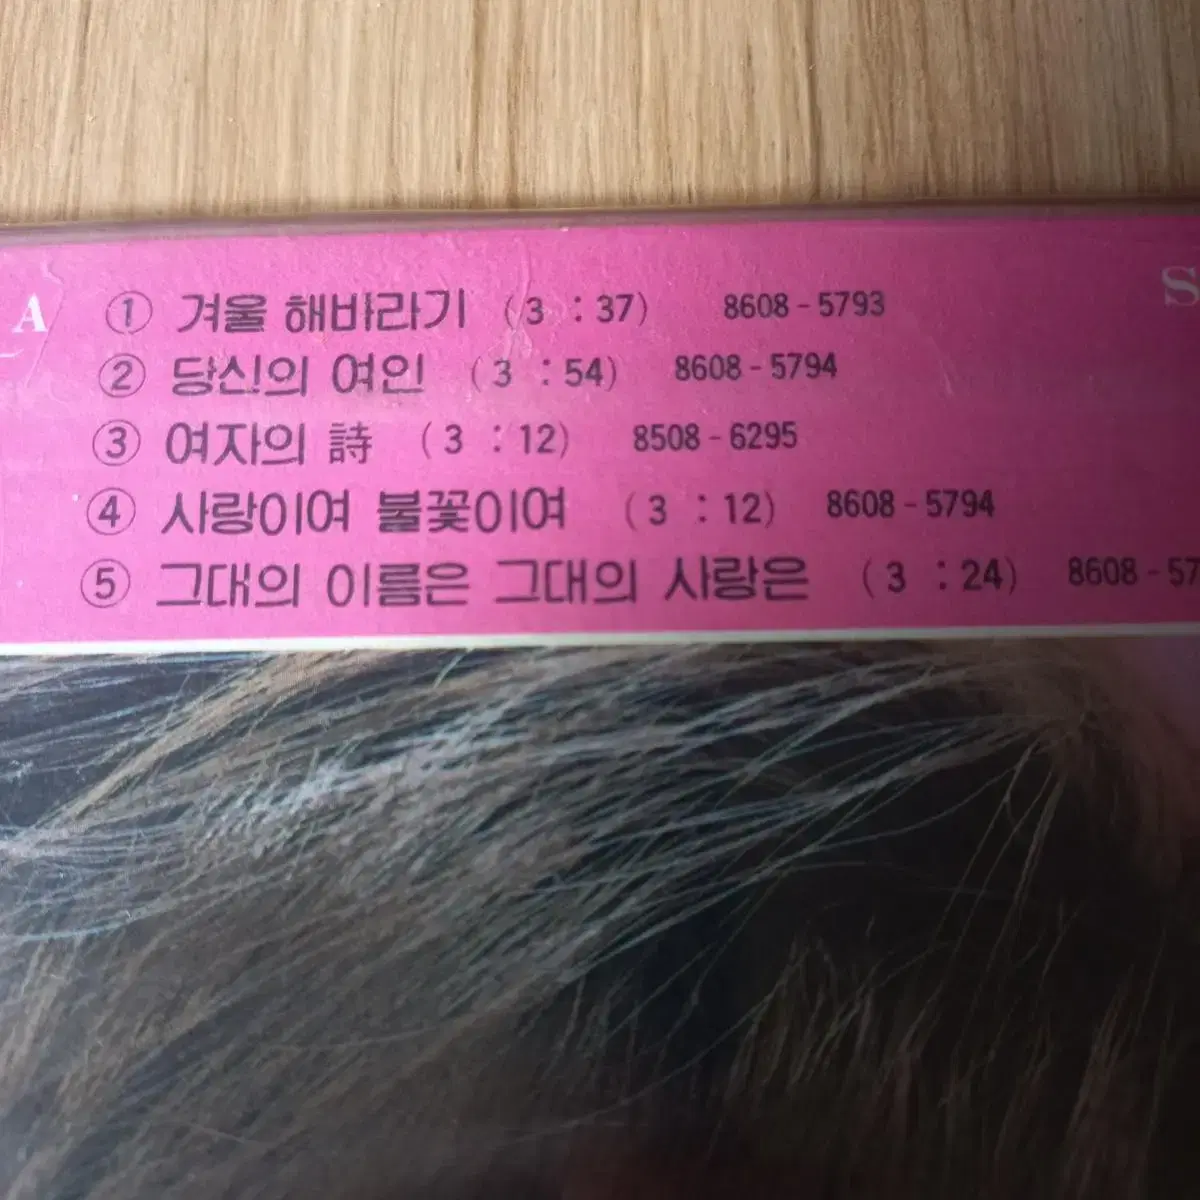 A
① 겨울 해바라기 (3 : 37) 8608-5793
② 당신의 여인 (3 : 54) 8608-5794
③ 여자의 詩 (3 : 12) 8508-6295
④ 사랑이여 불꽃이여 (3 : 12) 8608-5794
⑤ 그대의 이름은 그대의 사랑은 (3 : 24) 8608-57
S